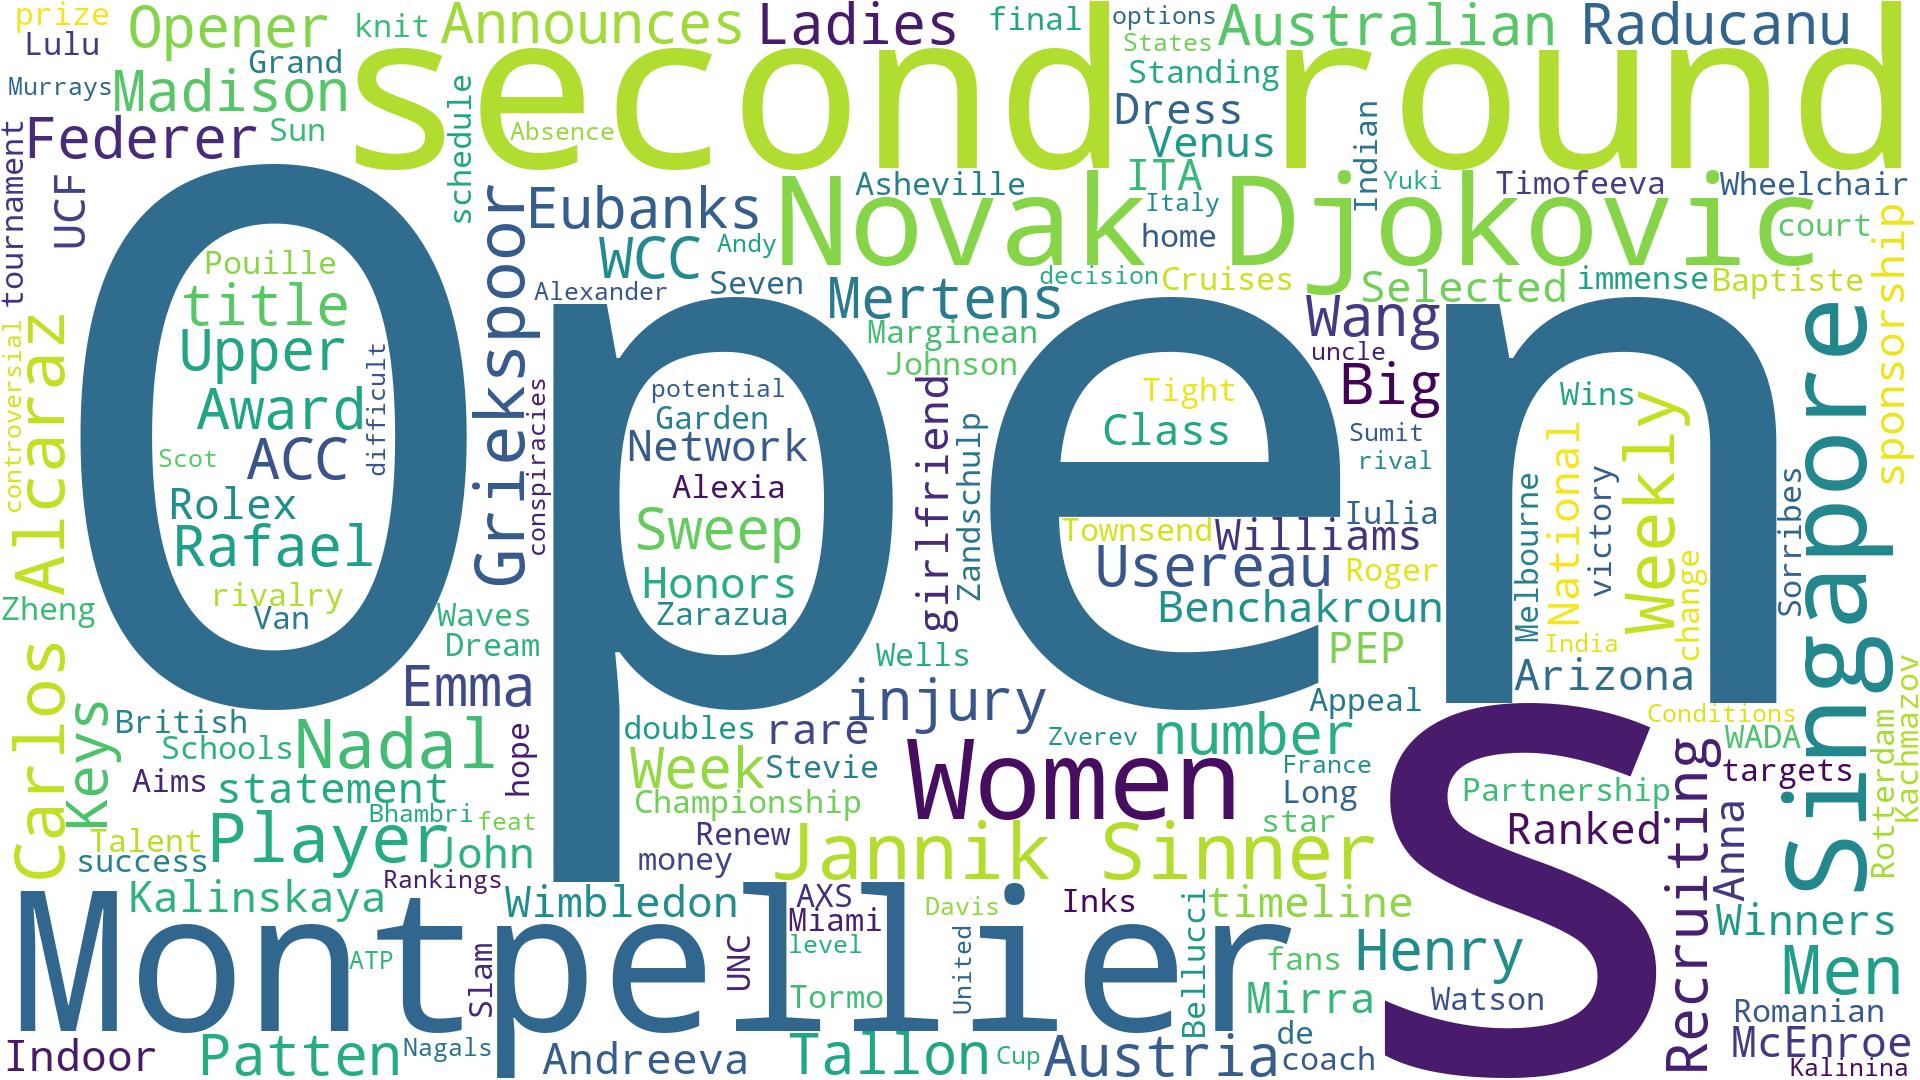 prize
Opener
knit
Announces
Ladies
final
options
Australian
Raducanu
Lulu
Grand
States
Standing
Murrays
Madison
schedule
second round
Dress
Federer
Sun
Absence
Venus
Indian
tournament
UCF
Eubanks
Novak Djokovic
Asheville
ITA
Italy
Yuki
Timofeeva
Wheelchair
home
court
WCC
Andy
Open
Pouille
Griekspoor
Alexander
Seven
decision
Cruises
Selected
immense
Baptiste
sponsorship
title
Mertens
Wang
Upper
Marginean
Johnson
uncle
Big
controversial
Carlos Alcaraz
difficult
conspiracies
potential
girlfriend
Tight
Wins
Singapore
Award
Garden
Zandschulp
Class
Sumit
National
Weekly
ACC
Scot
Network
rival
victory
Sorribes
Rolex
Alexia
Iulia
Melbourne
Rafael
Sweep
Townsend
Williams
change
rivalry
Honors
Usereau
Roger
Zheng
Van
Waves
Zarazua
Benchakroun
Dream
Wells
PEP
India
Emma
injury
Appeal
Arizona
Keys
British
Schools
Nadal
hope
doubles
rare
Zverev
number
Conditions
WADA
Rotterdam
Kachmazov
Aims
statement
Week
Stevie
Women
France
Long
S
Partnership
Recruiting
targets
Championship
Bhambri
feat
Talent
success
Player
John
Renew
money
Jannik Sinner
star
Ranked
Anna
Rankings
Kalinskaya
Wimbledon
AXS
Miami
Davis
Inks
Bellucci
timeline
Winners
Montpellier
ATP
Slam
UNC
level
United
fans
Henry
Men
Tormo
Mirra
Watson
Romanian
Indoor
Patten
Nagals
Andreeva
Tallon
Cup
Austria
de
coach
McEnroe
Kalinina